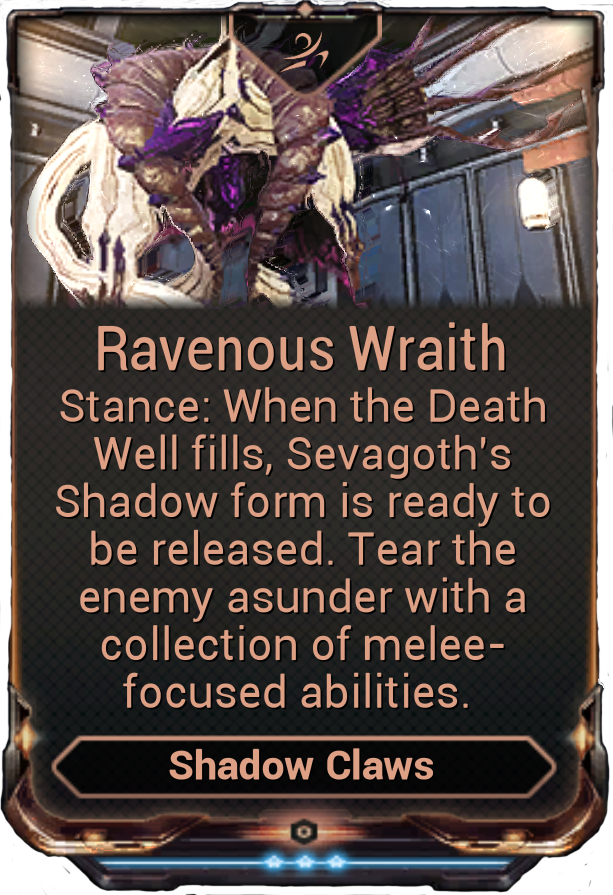 Ravenous Wraith
Stance: When the Death
Well fills, Sevagoth's
Shadow form is ready to
be released. Tear the
enemy asunder with a
collection of melee-
focused abilities.
Shadow Claws